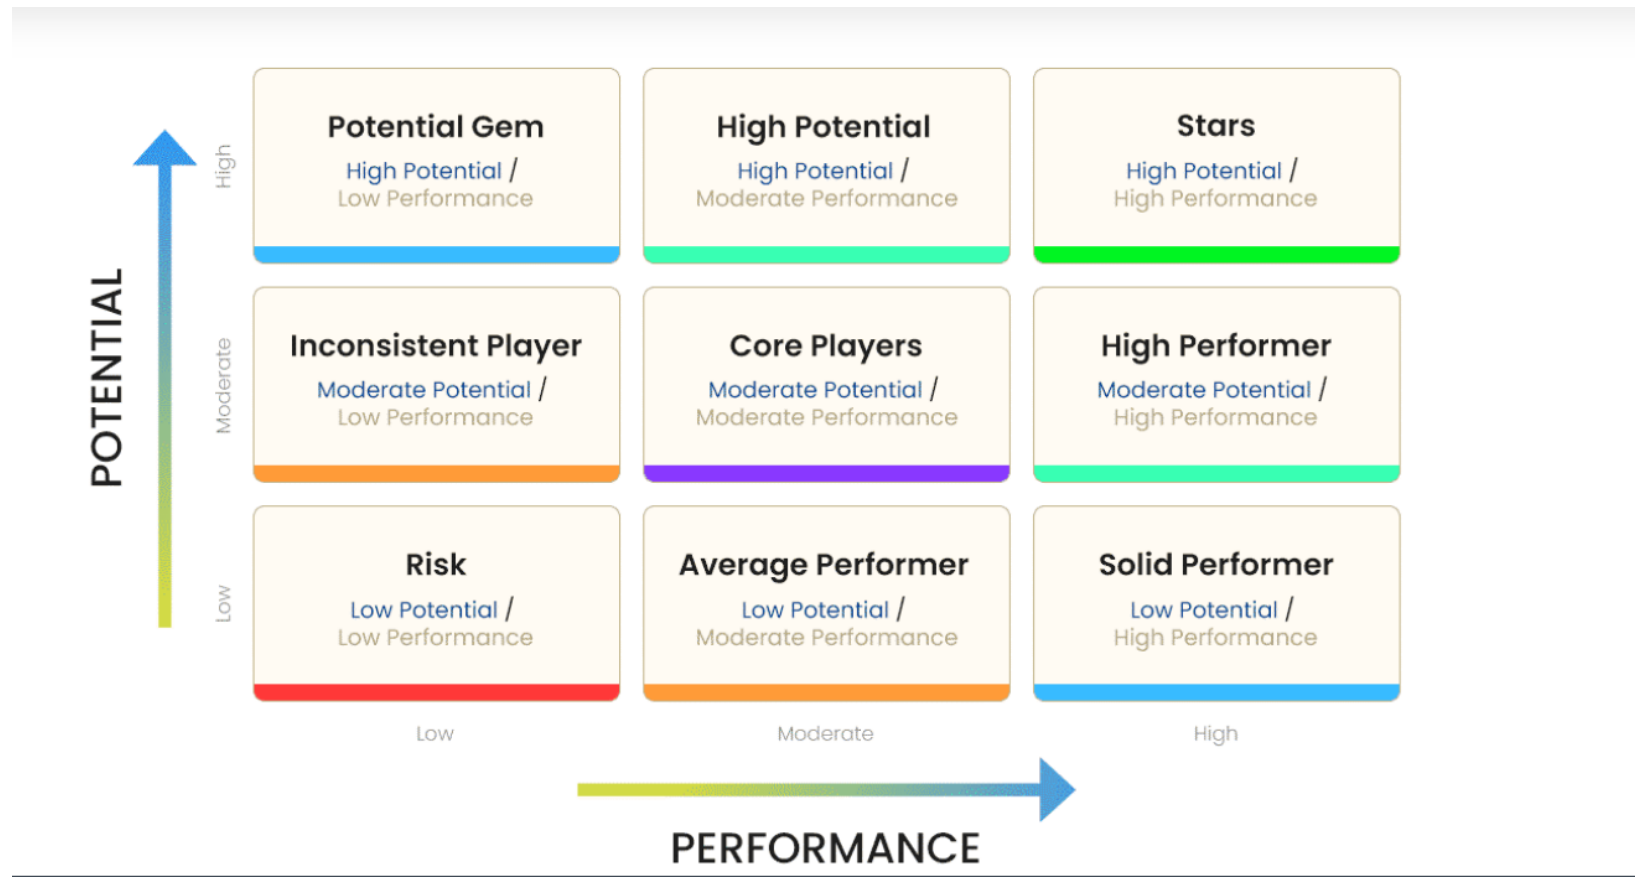 High
Potential Gem
High Potential /
Low Performance
High Potential
High Potential /
Moderate Performance
Stars
High Potential /
High Performance
POTENTIAL
Moderate
Inconsistent Player
Moderate Potential /
Low Performance
Core Players
Moderate Potential /
Moderate Performance
High Performer
Moderate Potential /
High Performance
Low
Risk
Low Potential /
Low Performance
Average Performer
Low Potential /
Moderate Performance
Solid Performer
Low Potential /
High Performance
Low
Moderate
High
PERFORMANCE